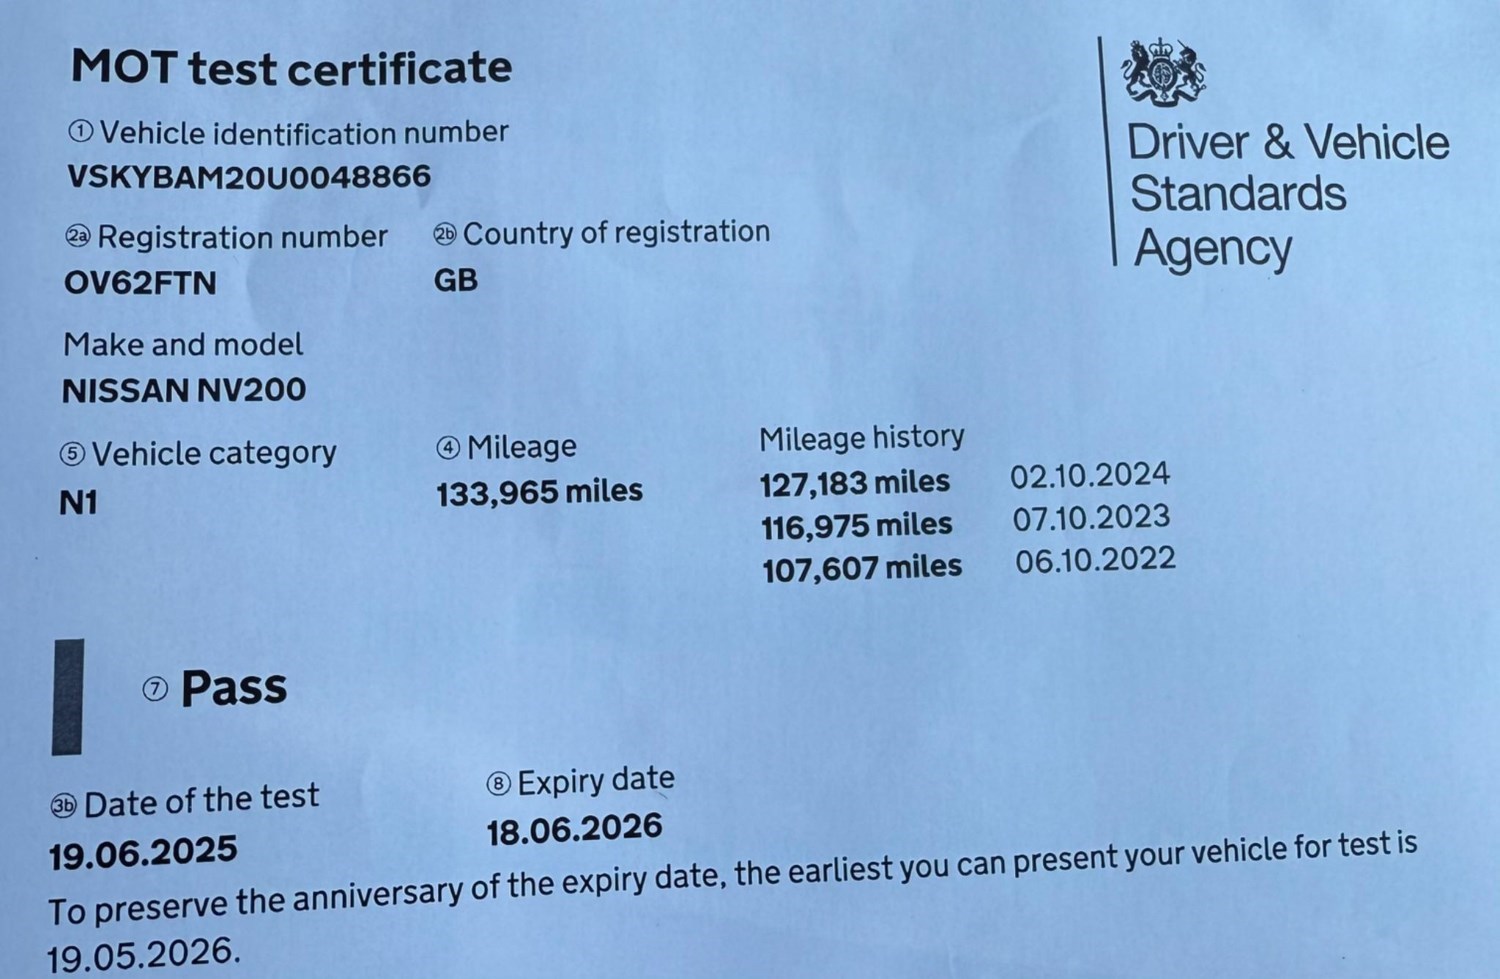 MOT test certificate
① Vehicle identification number
VSKYBAM20U0048866
2a Registration number 2b Country of registration
OV62FTN GB
Make and model
NISSAN NV200
⑤ Vehicle category ④ Mileage Mileage history
N1 133,965 miles 127,183 miles 02.10.2024
116,975 miles 07.10.2023
107,607 miles 06.10.2022
⑦ Pass
3b Date of the test ⑧ Expiry date
19.06.2025 18.06.2026
To preserve the anniversary of the expiry date, the earliest you can present your vehicle for test is
19.05.2026.
Driver & Vehicle
Standards
Agency